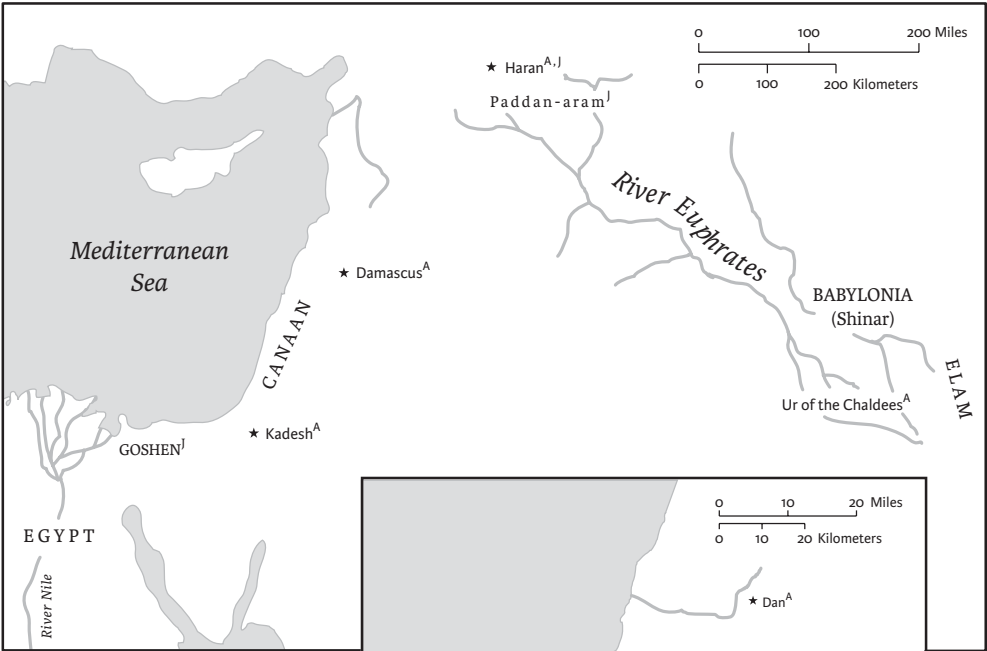 0 100 200 Miles
0 100 200 Kilometers
Haran^A, J
Paddan-aram^J
River Euphrates
Mediterranean
Sea
Damascus^A
CANAAN
BABYLONIA
(Shinar)
ELAM
Ur of the Chaldees^A
Kadesh^A
GOSHEN^J
EGYPT
River Nile
0 10 20 Miles
0 10 20 Kilometers
Dan^A